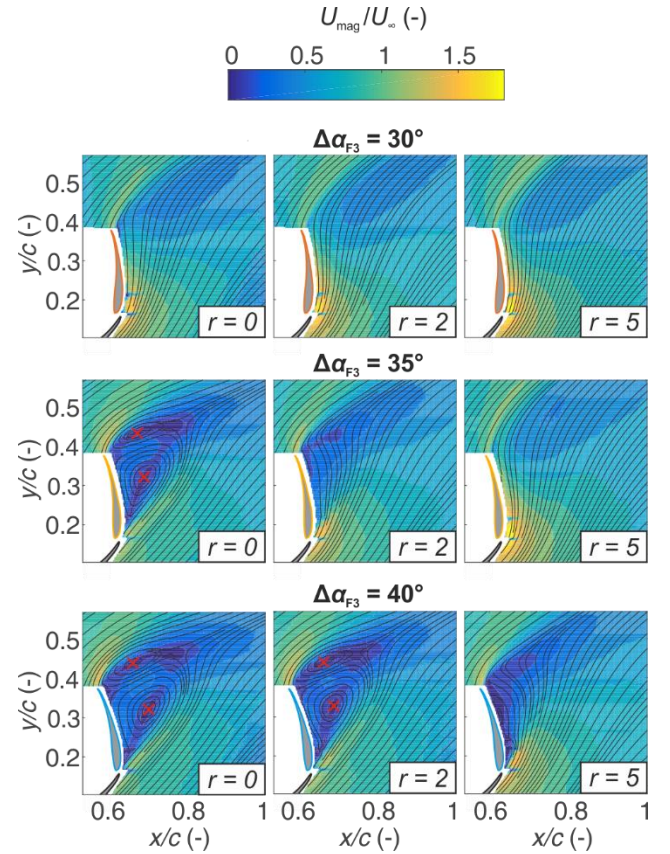 U_mag/U_∞ (-)
0 0.5 1 1.5
Δα_F3 = 30°
y/c (-)
0.5
0.4
0.3
0.2
r = 0 r = 2 r = 5
Δα_F3 = 35°
y/c (-)
0.5
0.4
0.3
0.2
r = 0 r = 2 r = 5
Δα_F3 = 40°
y/c (-)
0.5
0.4
0.3
0.2
r = 0 r = 2 r = 5
0.6 0.8 1 0.6 0.8 1 0.6 0.8 1
x/c (-) x/c (-) x/c (-)